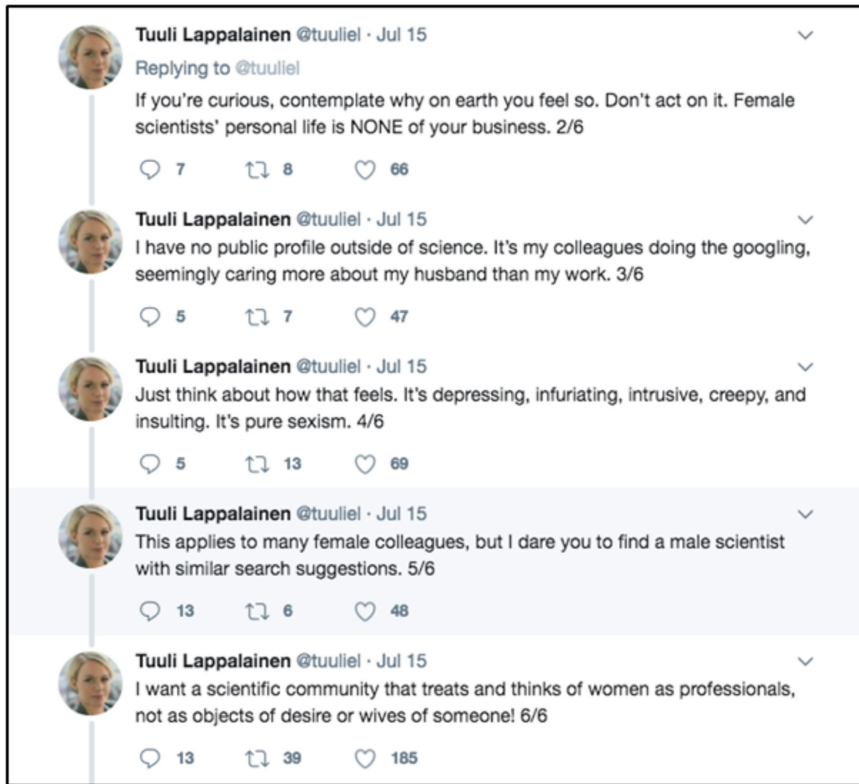 Tuuli Lappalainen @tuuliel · Jul 15
Replying to @tuuliel
If you're curious, contemplate why on earth you feel so. Don't act on it. Female
scientists' personal life is NONE of your business. 2/6
7 8 66
Tuuli Lappalainen @tuuliel · Jul 15
I have no public profile outside of science. It's my colleagues doing the googling,
seemingly caring more about my husband than my work. 3/6
5 7 47
Tuuli Lappalainen @tuuliel · Jul 15
Just think about how that feels. It's depressing, infuriating, intrusive, creepy, and
insulting. It's pure sexism. 4/6
5 13 69
Tuuli Lappalainen @tuuliel · Jul 15
This applies to many female colleagues, but I dare you to find a male scientist
with similar search suggestions. 5/6
13 6 48
Tuuli Lappalainen @tuuliel · Jul 15
I want a scientific community that treats and thinks of women as professionals,
not as objects of desire or wives of someone! 6/6
13 39 185